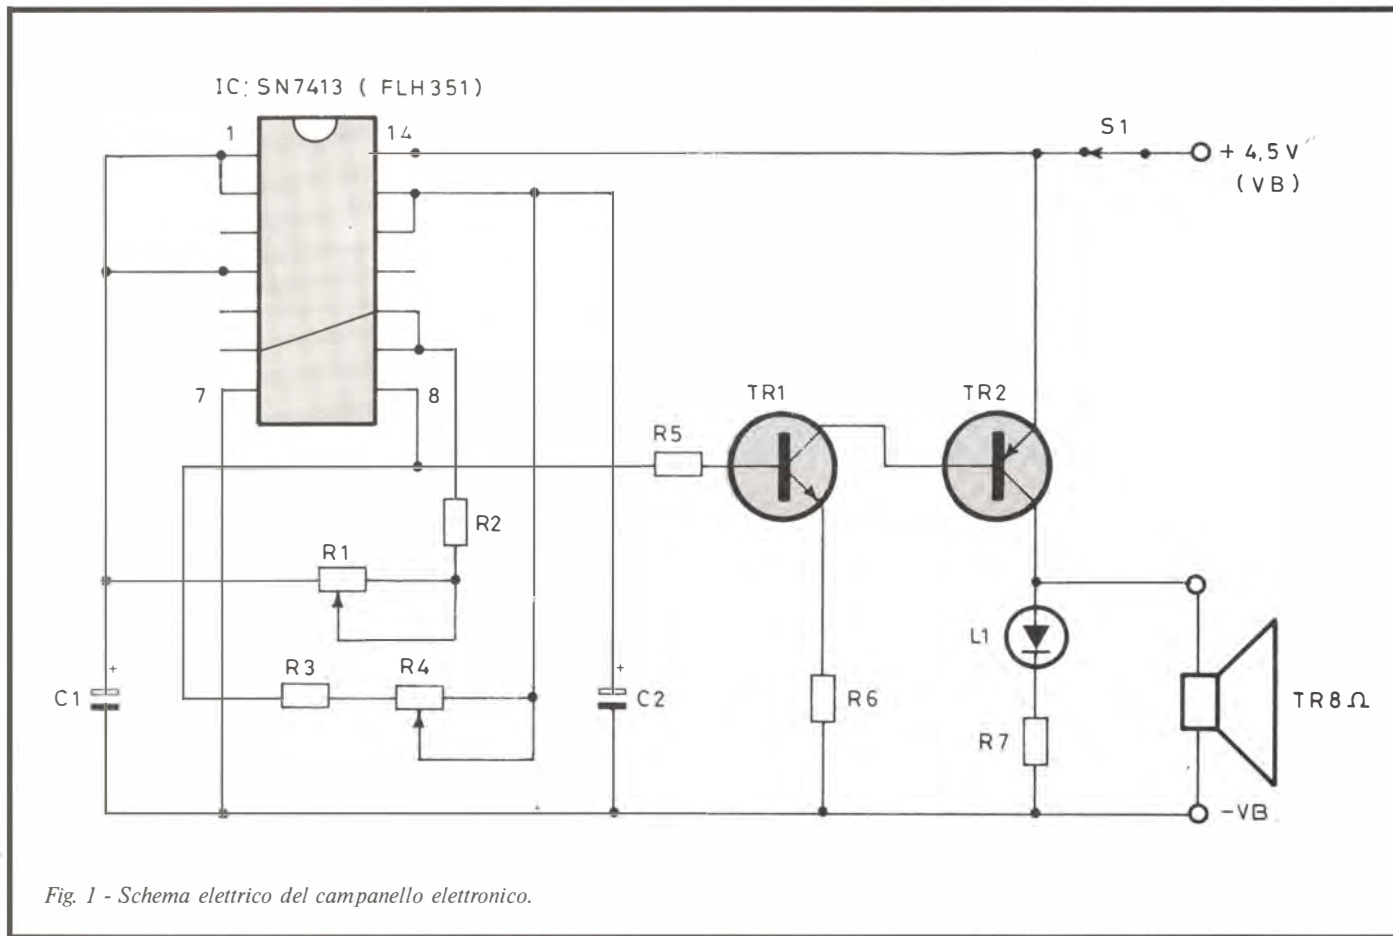 IC: SN7413 ( FLH351)
1
14
S1
+ 4,5 V
( VB )
7
8
TR1
TR2
R5
R2
R1
L1
R3
R4
+
+
C1
C2
R6
R7
TR8Ω
-VB
Fig. 1 - Schema elettrico del campanello elettronico.